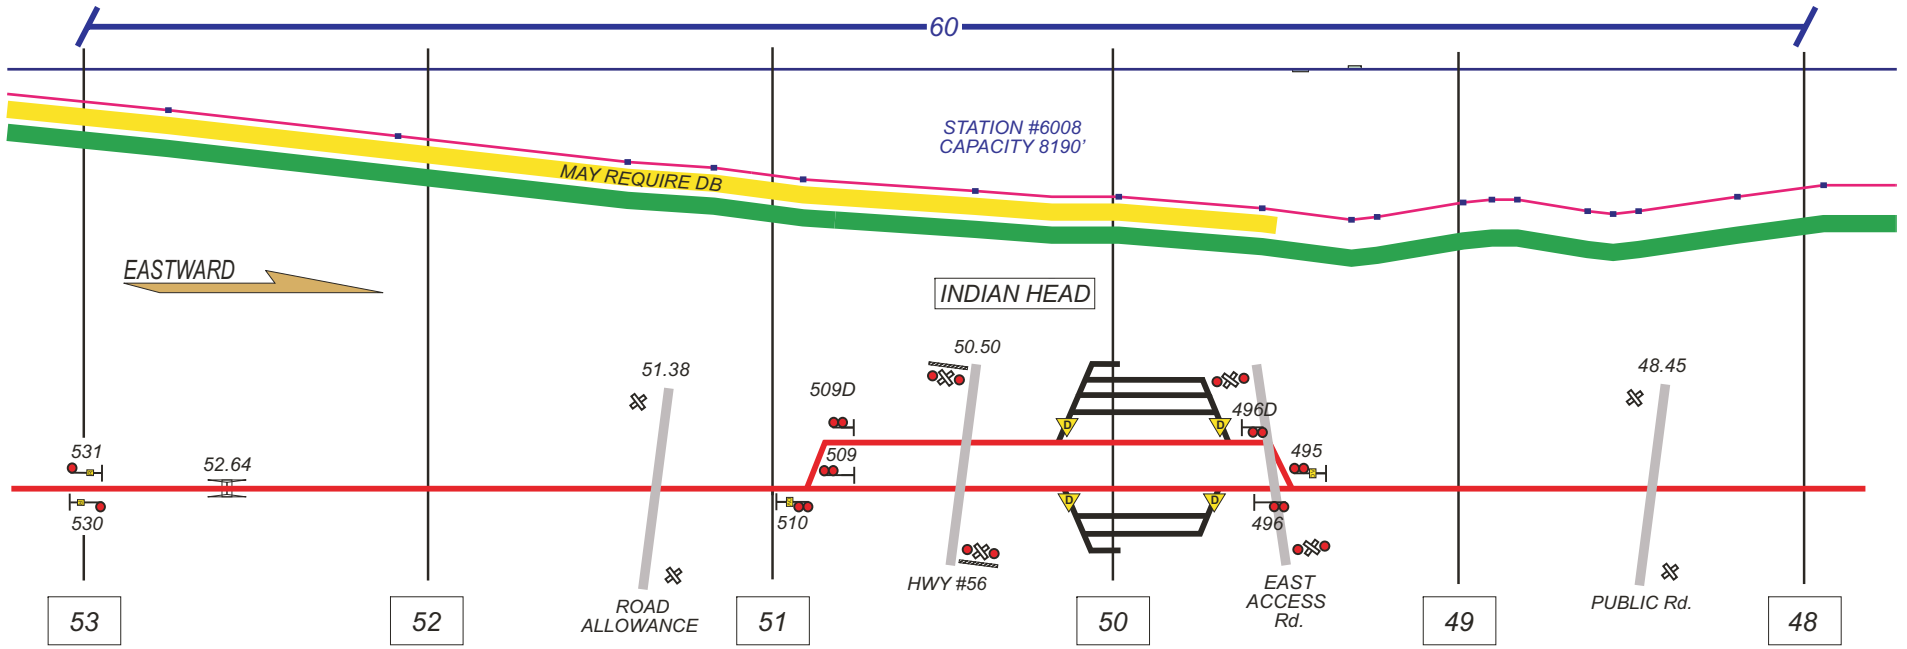 60
STATION #6008
CAPACITY 8190'
MAY REQUIRE DB
EASTWARD
INDIAN HEAD
50.50
51.38
48.45
509D
496D
D
D
531
509
495
52.64
D
D
530
510
496
HWY #56
EAST
ACCESS
Rd.
ROAD
ALLOWANCE
PUBLIC Rd.
53
52
51
50
49
48